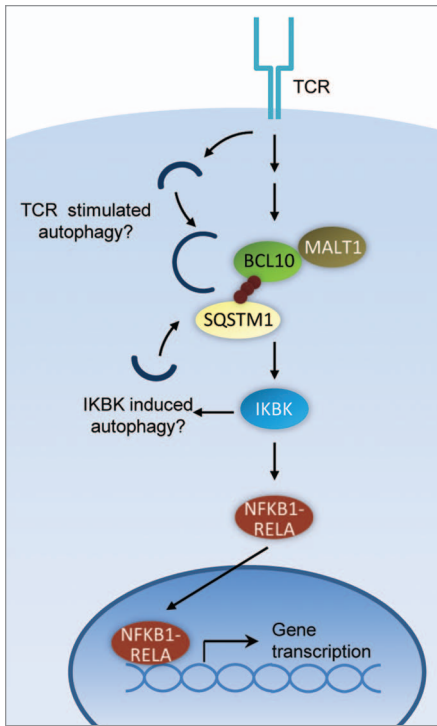 TCR
TCR stimulated
autophagy?
BCL10
MALT1
SQSTM1
IKBK induced
autophagy?
IKBK
NFKB1-
RELA
NFKB1-
RELA
Gene
transcription